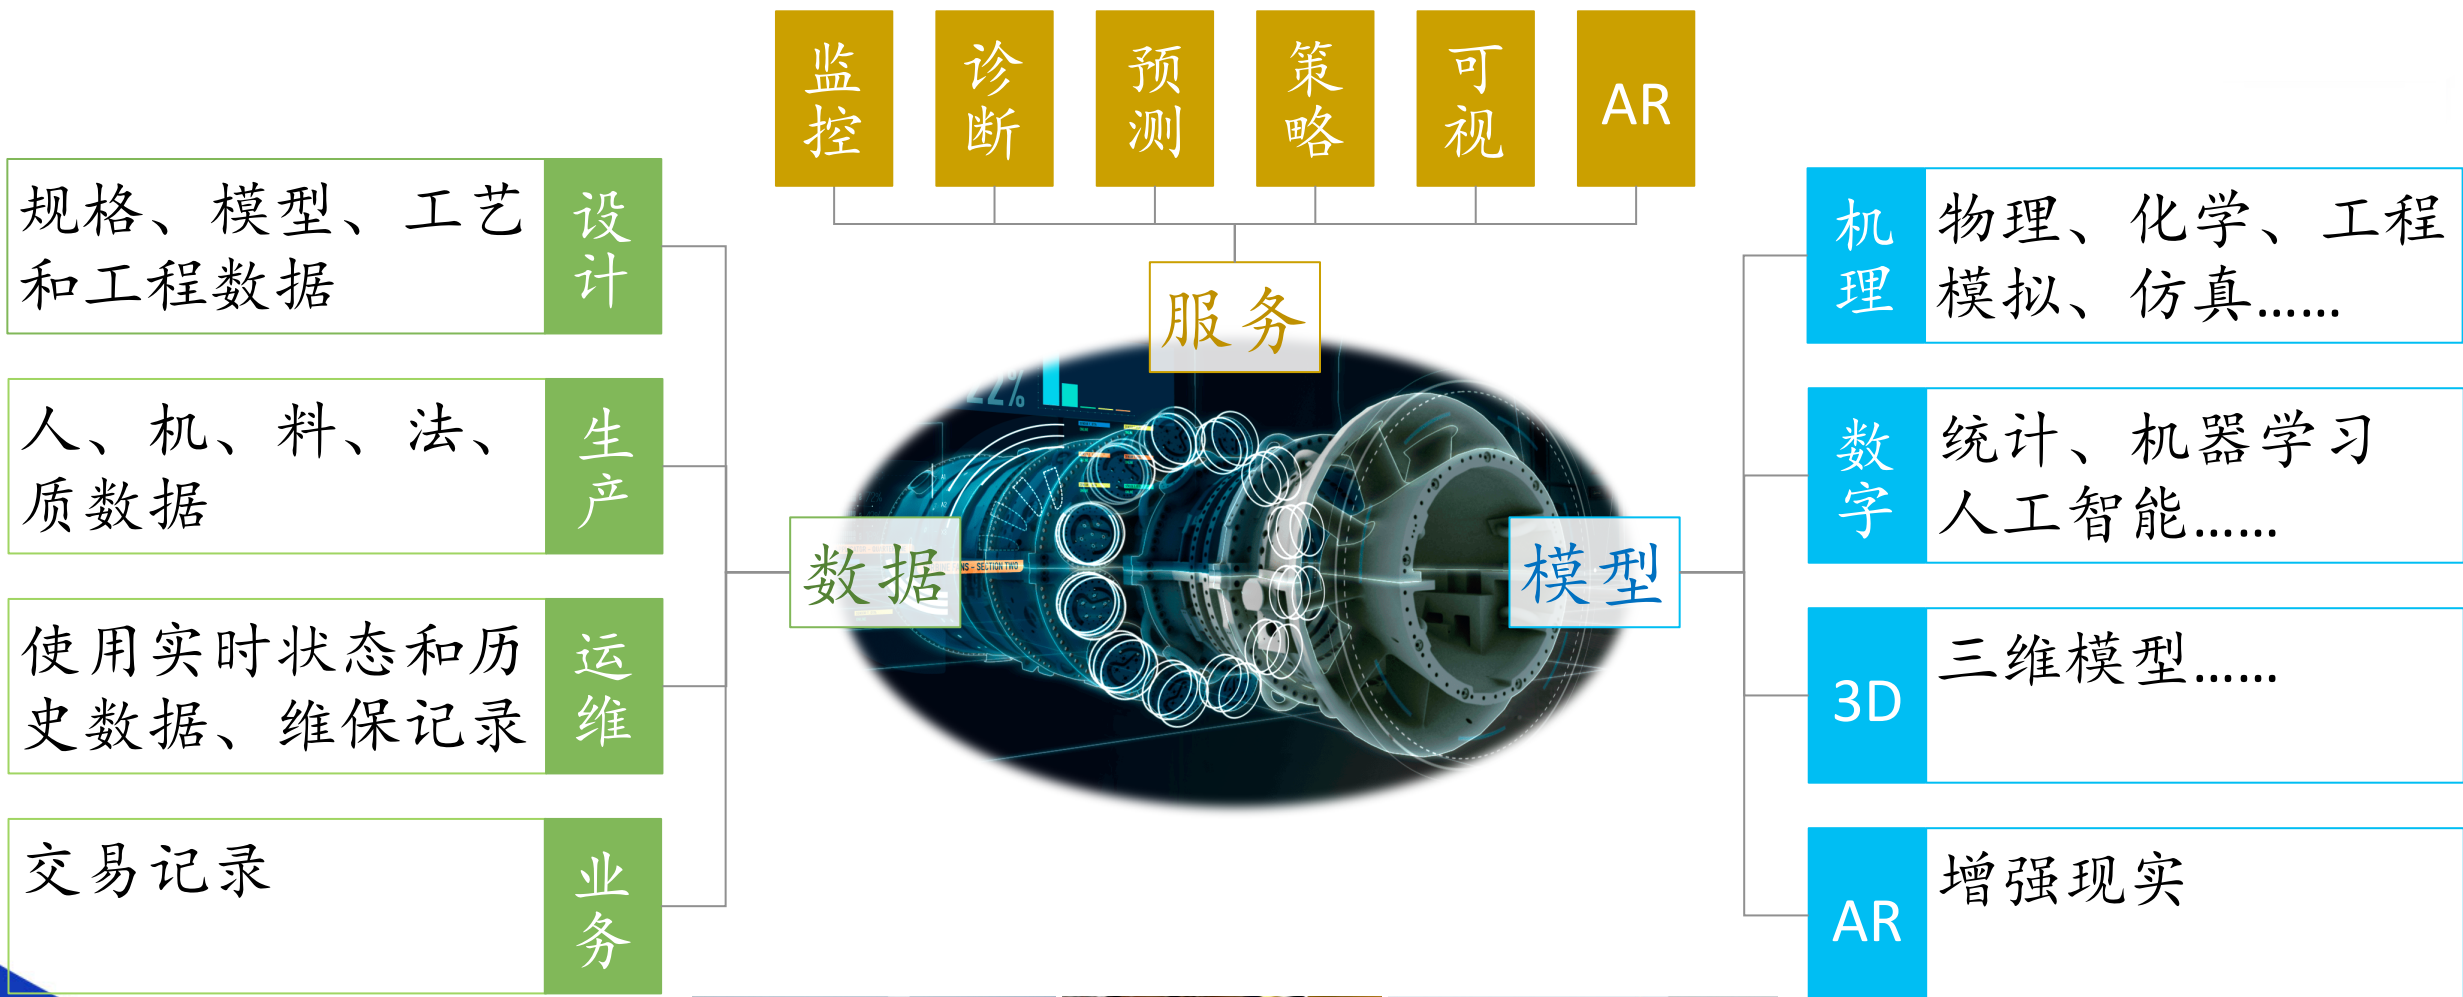 监控
诊断
预测
策略
可视
AR
服务
规格、模型、工艺
和工程数据
设计
人、机、料、法、
质数据
生产
使用实时状态和历
史数据、维保记录
运维
交易记录
业务
数据
22%
SECTION TWO
模型
机理
物理、化学、工程
模拟、仿真……
数字
统计、机器学习
人工智能……
3D
三维模型……
AR
增强现实